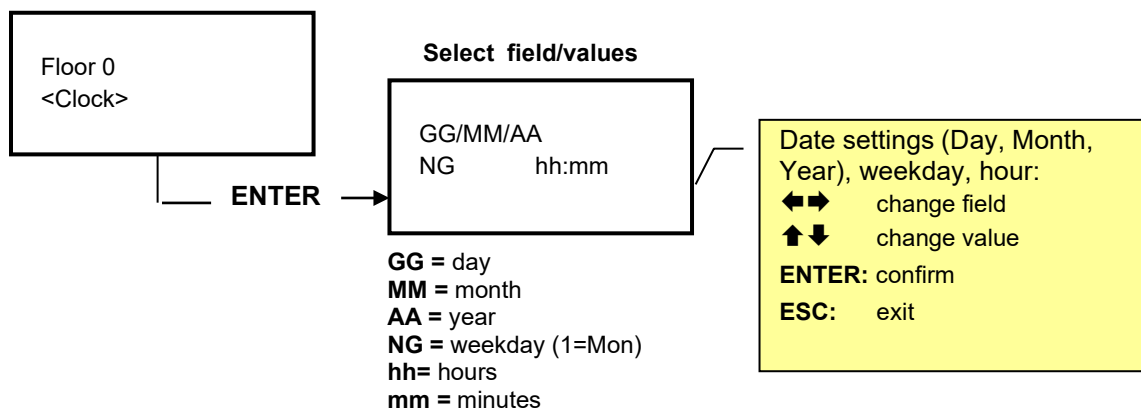 Floor 0
<Clock>
ENTER
Select field/values
GG/MM/AA
NG hh:mm
GG = day
MM = month
AA = year
NG = weekday (1=Mon)
hh= hours
mm = minutes
Date settings (Day, Month,
Year), weekday, hour:
🡸🡺 change field
🡹🡻 change value
ENTER: confirm
ESC: exit